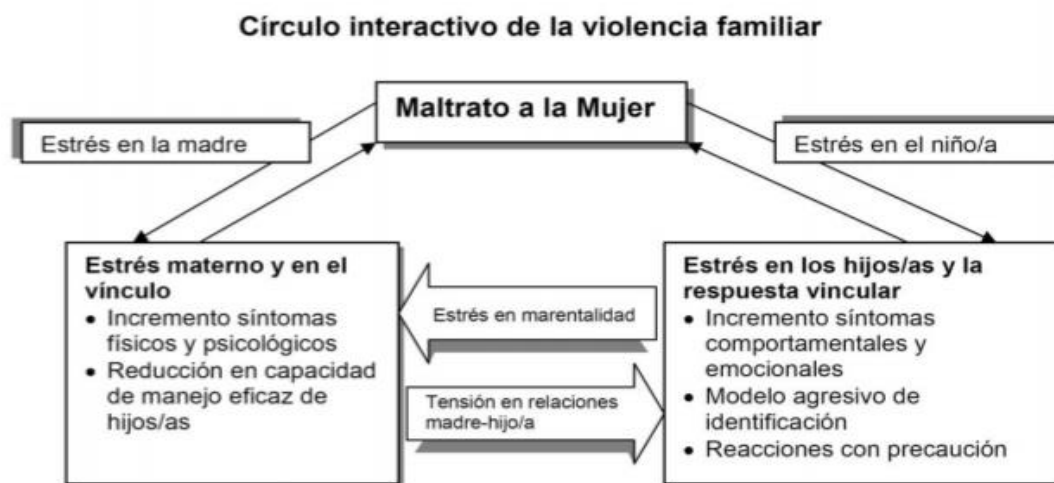 Círculo interactivo de la violencia familiar
Maltrato a la Mujer
Estrés en la madre
Estrés en el niño/a
Estrés materno y en el
vínculo
• Incremento síntomas
físicos y psicológicos
• Reducción en capacidad
de manejo eficaz de
hijos/as
Estrés en marentalidad
Tensión en relaciones
madre-hijo/a
Estrés en los hijos/as y la
respuesta vincular
• Incremento síntomas
comportamentales y
emocionales
• Modelo agresivo de
identificación
• Reacciones con precaución